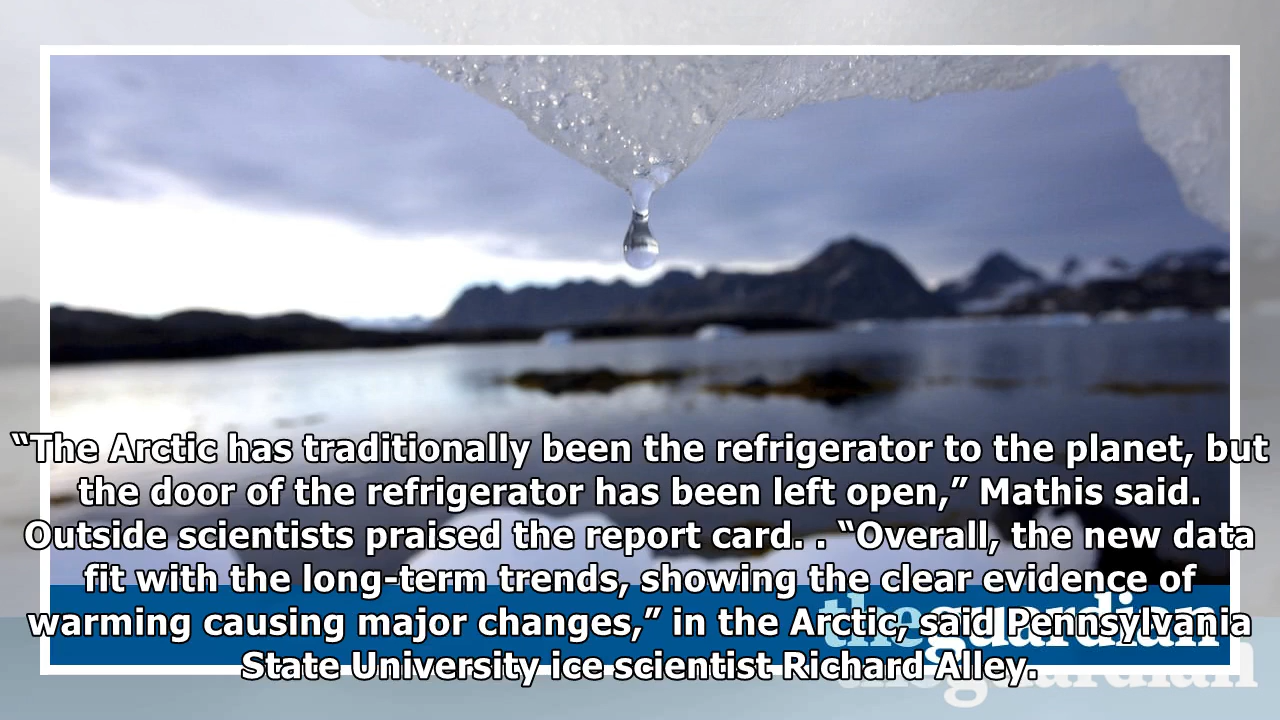 “The Arctic has traditionally been the refrigerator to the planet, but
the door of the refrigerator has been left open,” Mathis said.
Outside scientists praised the report card. . “Overall, the new data
fit with the long-term trends, showing the clear evidence of
warming causing major changes,” in the Arctic, said Pennsylvania
State University ice scientist Richard Alley.
theguardian
theguardian